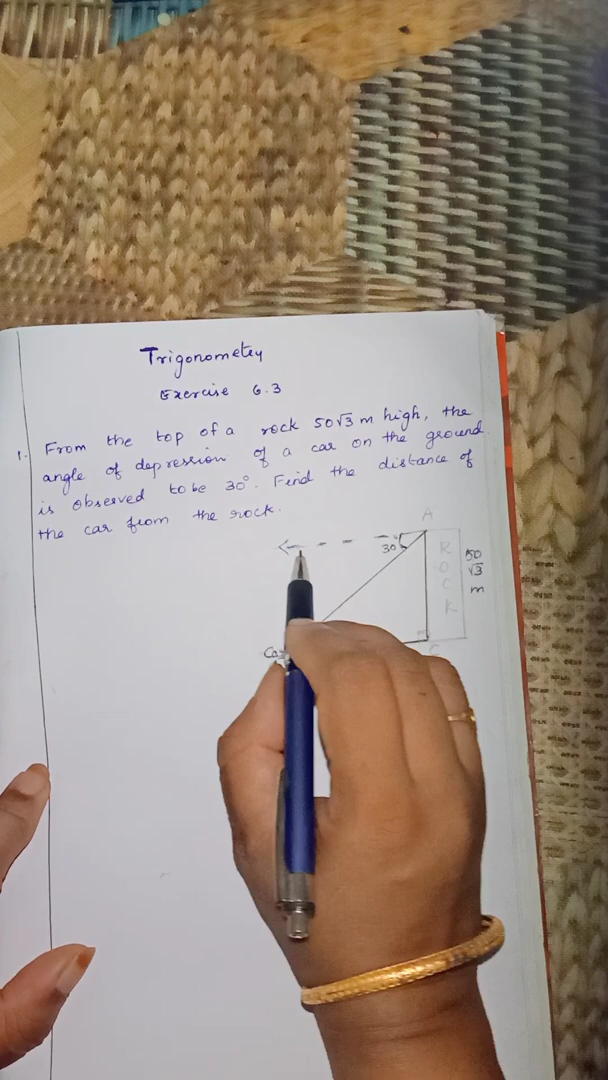 Trigonometry
Exercise 6.3
1. From the top of a rock 50√3 m high, the
angle of depression of a car on the ground
is observed to be 30°. Find the distance of
the car from the rock.
A
30
ROCK
50
√3
m
C